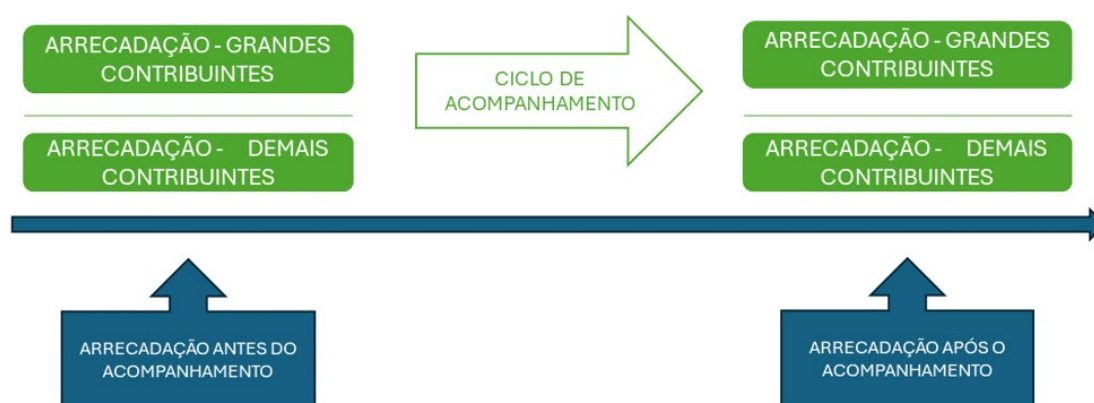 ARRECADAÇÃO - GRANDES
CONTRIBUINTES
ARRECADAÇÃO - DEMAIS
CONTRIBUINTES
CICLO DE
ACOMPANHAMENTO
ARRECADAÇÃO - GRANDES
CONTRIBUINTES
ARRECADAÇÃO - DEMAIS
CONTRIBUINTES
ARRECADAÇÃO ANTES DO
ACOMPANHAMENTO
ARRECADAÇÃO APÓS O
ACOMPANHAMENTO